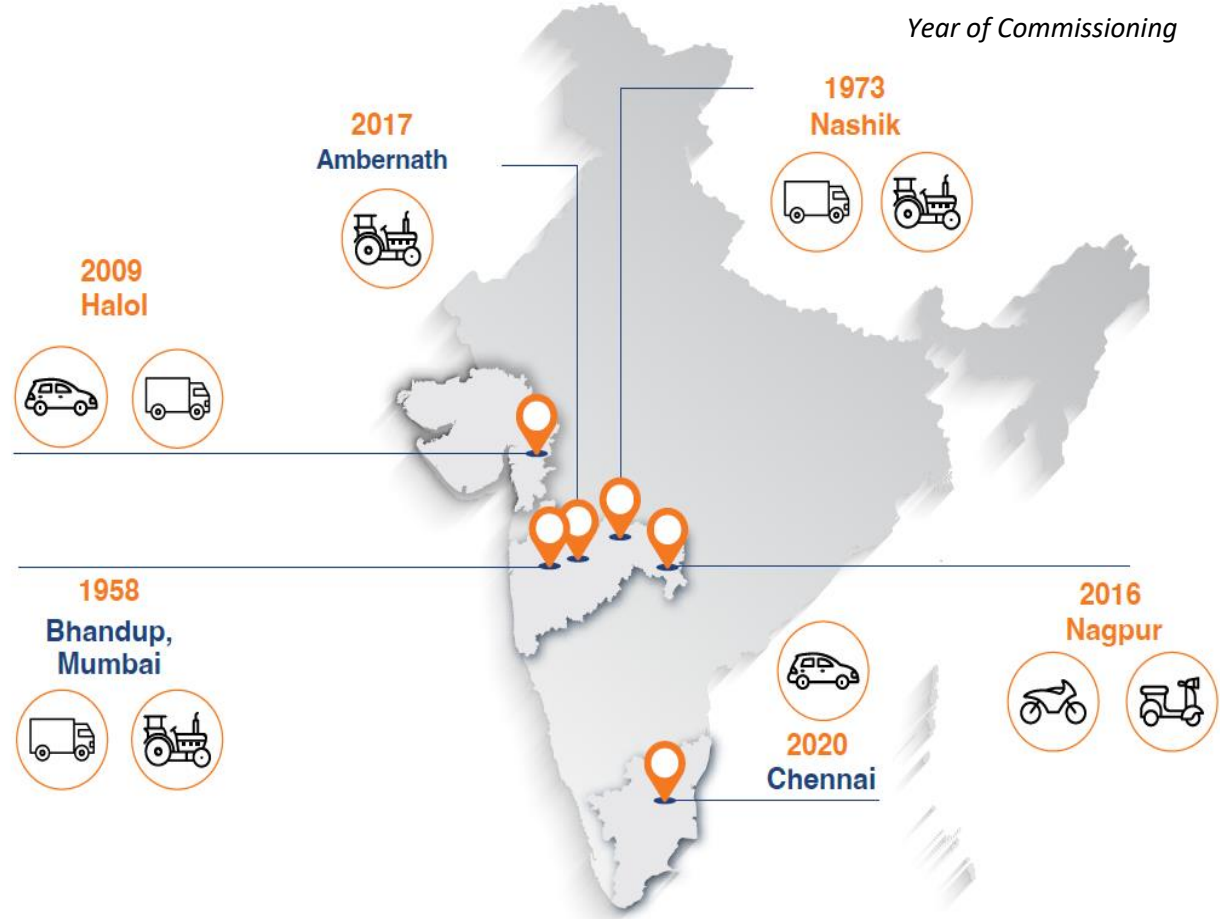 Year of Commissioning
1973
Nashik
2017
Ambernath
2009
Halol
1958
Bhandup,
Mumbai
2016
Nagpur
2020
Chennai